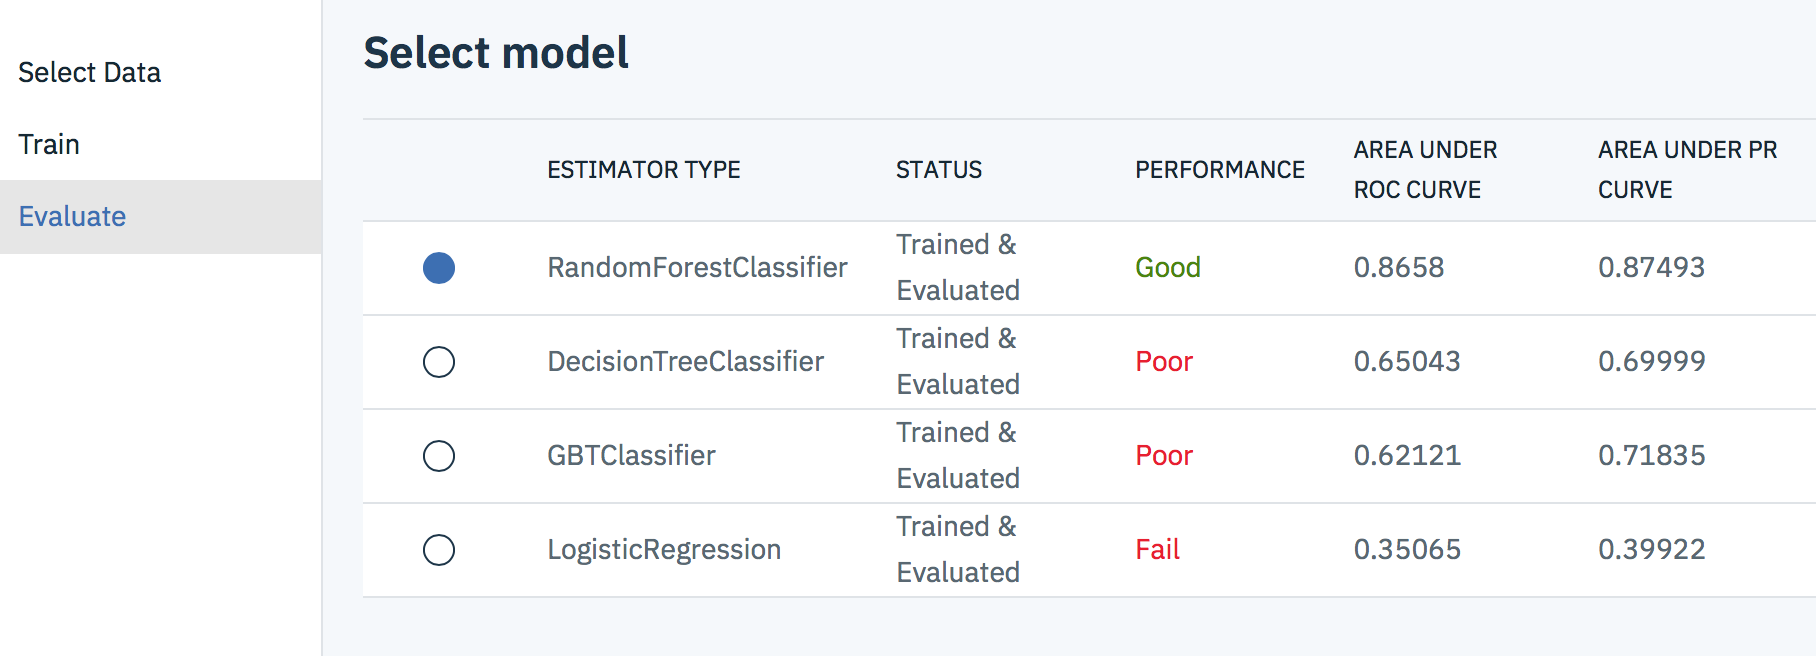 Select Data
Train
Evaluate
Select model
ESTIMATOR TYPE
STATUS
PERFORMANCE
AREA UNDER
ROC CURVE
AREA UNDER PR
CURVE
RandomForestClassifier
Trained &
Evaluated
Good
0.8658
0.87493
DecisionTreeClassifier
Trained &
Evaluated
Poor
0.65043
0.69999
GBTClassifier
Trained &
Evaluated
Poor
0.62121
0.71835
LogisticRegression
Trained &
Evaluated
Fail
0.35065
0.39922